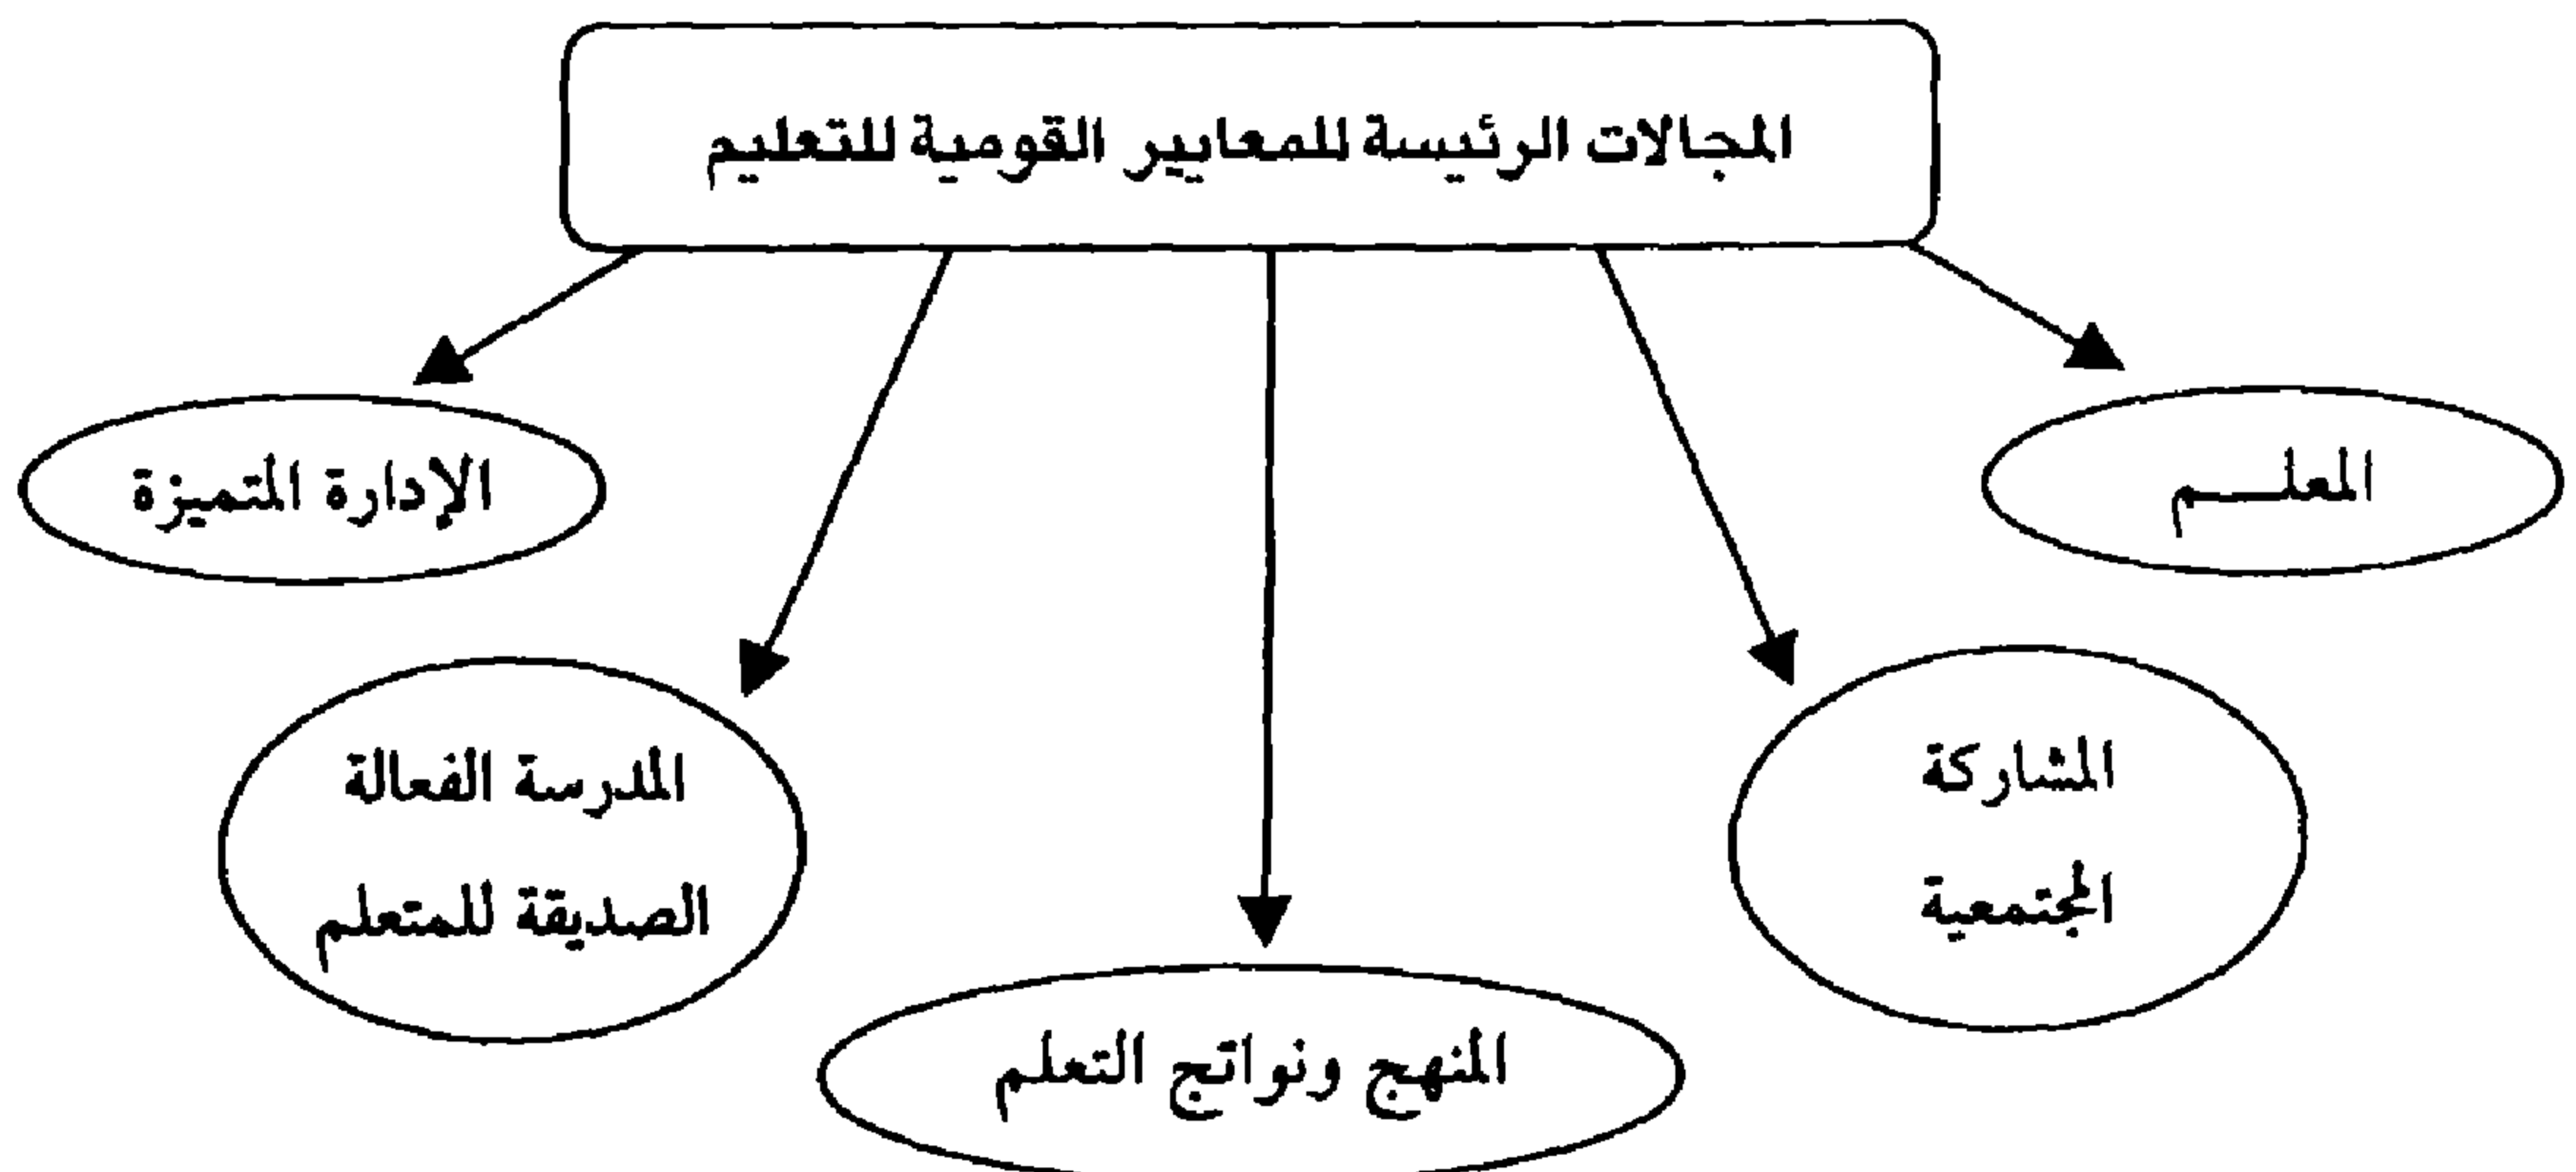 المجالات الرئيسة للمعايير القومية للتعليم
المعلــــم
الإدارة المتميزة
المشاركة
المجتمعية
المدرسة الفعالة
الصديقة للمتعلم
المنهج ونواتج التعلم